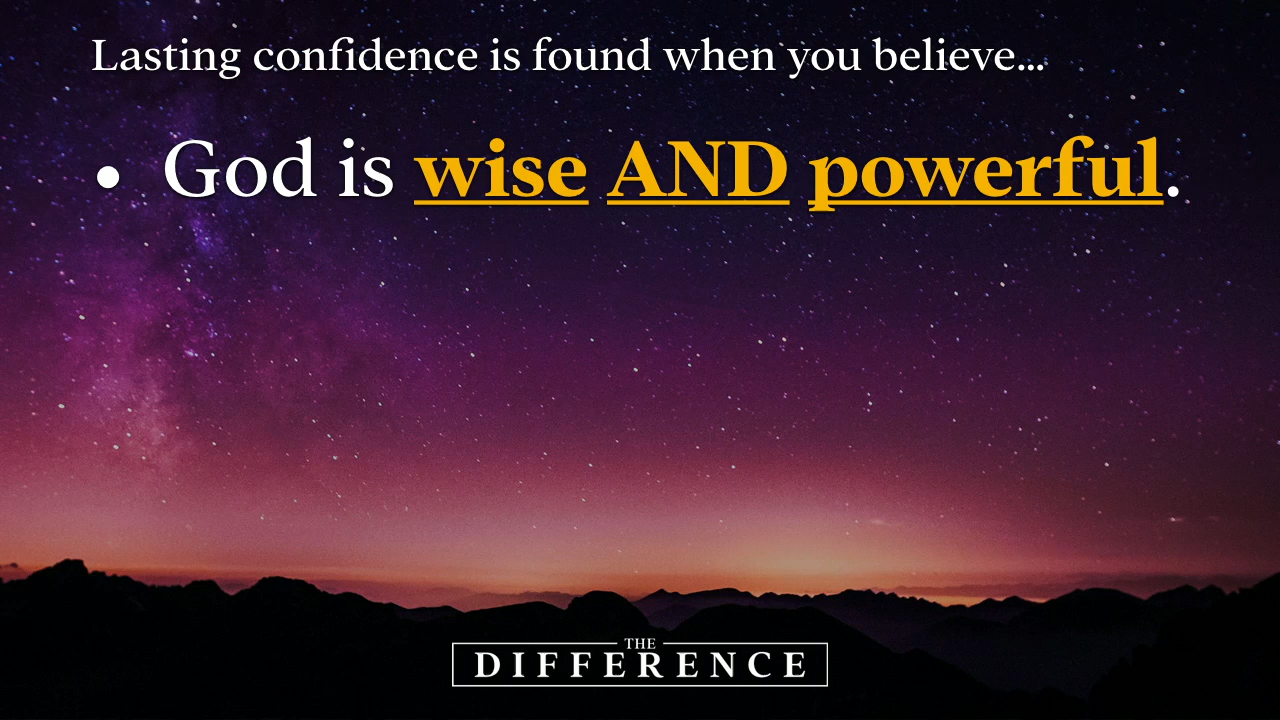 Lasting confidence is found when you believe...
• God is wise AND powerful.
THE
DIFFERENCE